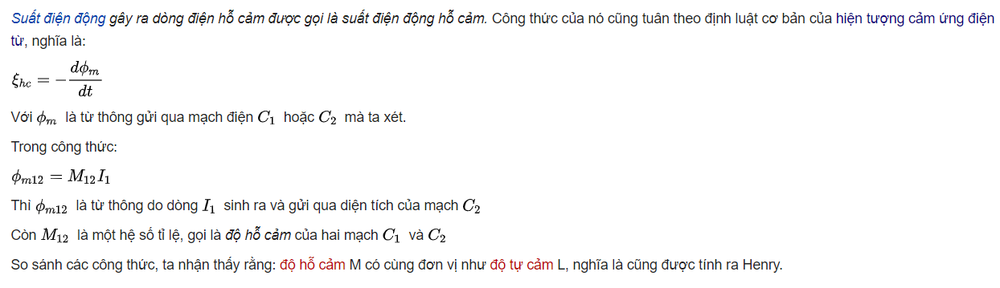 Suất điện động gây ra dòng điện hỗ cảm được gọi là suất điện động hỗ cảm. Công thức của nó cũng tuân theo định luật cơ bản của hiện tượng cảm ứng điện
từ, nghĩa là:
ξ_{hc} = −\frac{dϕ_m}{dt}
Với ϕ_m là từ thông gửi qua mạch điện C_1 hoặc C_2 mà ta xét.
Trong công thức:
ϕ_{m12} = M_{12}I_1
Thì ϕ_{m12} là từ thông do dòng I_1 sinh ra và gửi qua diện tích của mạch C_2
Còn M_{12} là một hệ số tỉ lệ, gọi là độ hỗ cảm của hai mạch C_1 và C_2
So sánh các công thức, ta nhận thấy rằng: độ hỗ cảm M có cùng đơn vị như độ tự cảm L, nghĩa là cũng được tính ra Henry.